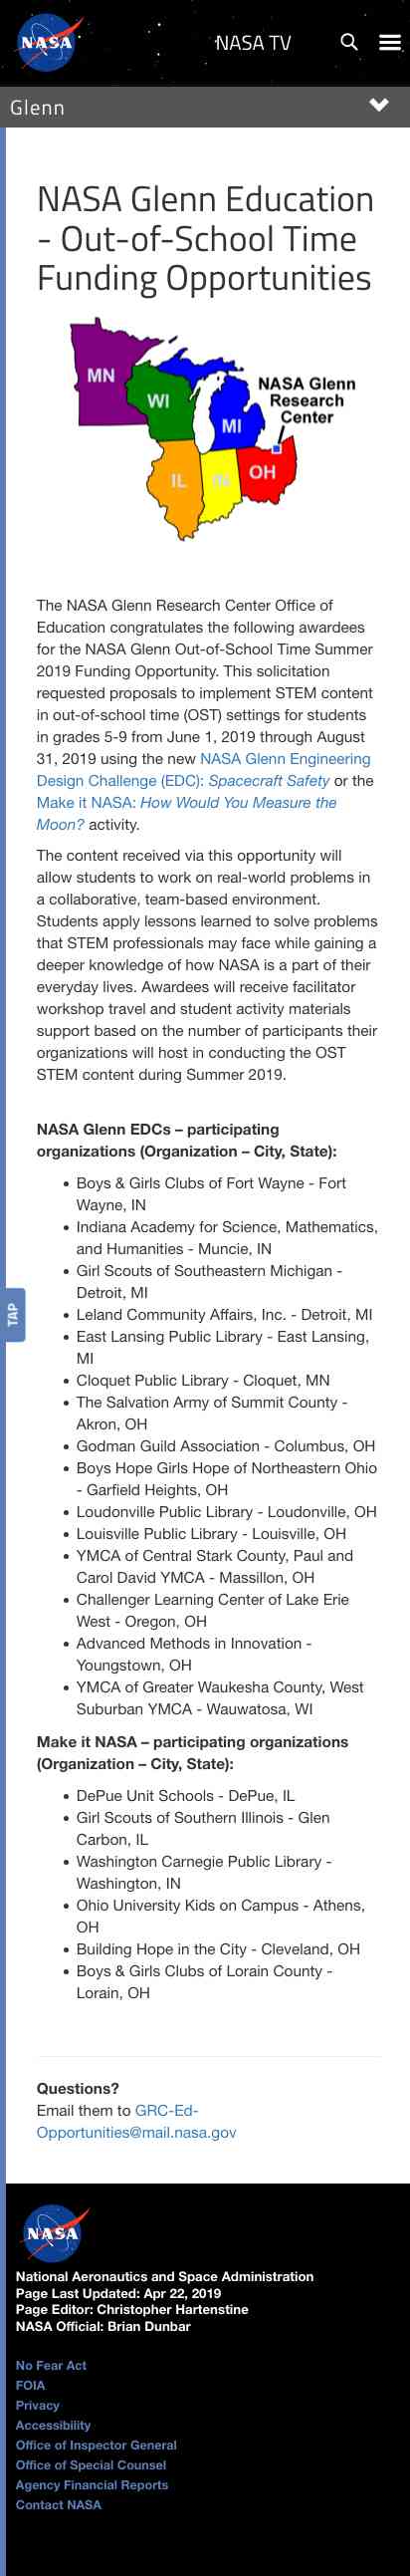 NASA
NASA TV
Glenn
NASA Glenn Education
- Out-of-School Time
Funding Opportunities
MN
WI
MI
IL
IN
OH
NASA Glenn
Research
Center
The NASA Glenn Research Center Office of
Education congratulates the following awardees
for the NASA Glenn Out-of-School Time Summer
2019 Funding Opportunity. This solicitation
requested proposals to implement STEM content
in out-of-school time (OST) settings for students
in grades 5-9 from June 1, 2019 through August
31, 2019 using the new NASA Glenn Engineering
Design Challenge (EDC): Spacecraft Safety or the
Make it NASA: How Would You Measure the
Moon? activity.
The content received via this opportunity will
allow students to work on real-world problems in
a collaborative, team-based environment.
Students apply lessons learned to solve problems
that STEM professionals may face while gaining a
deeper knowledge of how NASA is a part of their
everyday lives. Awardees will receive facilitator
workshop travel and student activity materials
support based on the number of participants their
organizations will host in conducting the OST
STEM content during Summer 2019.
NASA Glenn EDCs – participating
organizations (Organization – City, State):
• Boys & Girls Clubs of Fort Wayne - Fort
Wayne, IN
• Indiana Academy for Science, Mathematics,
and Humanities - Muncie, IN
• Girl Scouts of Southeastern Michigan -
Detroit, MI
• Leland Community Affairs, Inc. - Detroit, MI
• East Lansing Public Library - East Lansing,
MI
• Cloquet Public Library - Cloquet, MN
• The Salvation Army of Summit County -
Akron, OH
• Godman Guild Association - Columbus, OH
• Boys Hope Girls Hope of Northeastern Ohio
- Garfield Heights, OH
• Loudonville Public Library - Loudonville, OH
• Louisville Public Library - Louisville, OH
• YMCA of Central Stark County, Paul and
Carol David YMCA - Massillon, OH
• Challenger Learning Center of Lake Erie
West - Oregon, OH
• Advanced Methods in Innovation -
Youngstown, OH
• YMCA of Greater Waukesha County, West
Suburban YMCA - Wauwatosa, WI
TAP
Make it NASA – participating organizations
(Organization – City, State):
• DePue Unit Schools - DePue, IL
• Girl Scouts of Southern Illinois - Glen
Carbon, IL
• Washington Carnegie Public Library -
Washington, IN
• Ohio University Kids on Campus - Athens,
OH
• Building Hope in the City - Cleveland, OH
• Boys & Girls Clubs of Lorain County -
Lorain, OH
Questions?
Email them to GRC-Ed-
Opportunities@mail.nasa.gov
NASA
National Aeronautics and Space Administration
Page Last Updated: Apr 22, 2019
Page Editor: Christopher Hartenstine
NASA Official: Brian Dunbar
No Fear Act
FOIA
Privacy
Accessibility
Office of Inspector General
Office of Special Counsel
Agency Financial Reports
Contact NASA